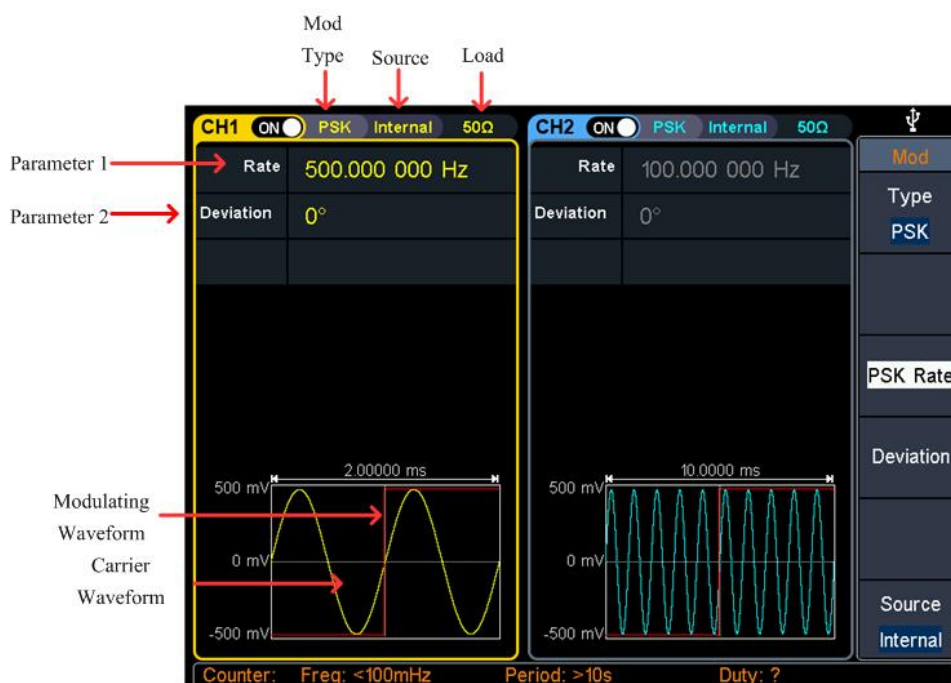 Mod
Type Source Load
CH1 ON PSK Internal 50Ω
CH2 ON PSK Internal 50Ω
Parameter 1
Rate 500.000 000 Hz
Parameter 2
Deviation 0°
Rate 100.000 000 Hz
Deviation 0°
Mod
Type
PSK
PSK Rate
Deviation
Source
Internal
2.00000 ms
500 mV
0 mV
-500 mV
Modulating
Waveform
Carrier
Waveform
10.0000 ms
500 mV
0 mV
-500 mV
Counter: Freq: <100mHz Period: >10s Duty: ?